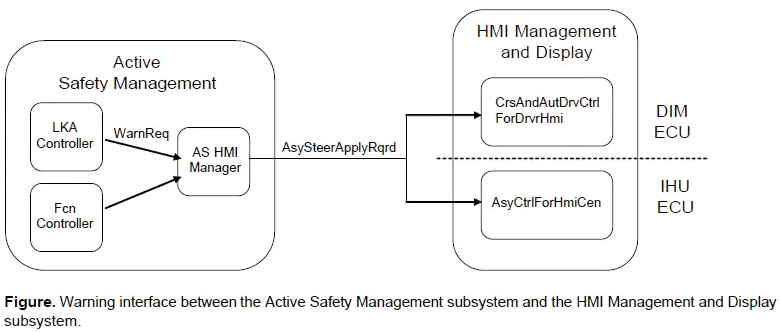 Active
Safety Management
LKA
Controller
WarnReq
AS HMI
Manager
Fcn
Controller
AsySteerApplyRqrd
HMI Management
and Display
CrsAndAutDrvCtrl
ForDrvrHmi
DIM
ECU
AsyCtrlForHmiCen
IHU
ECU
Figure. Warning interface between the Active Safety Management subsystem and the HMI Management and Display
subsystem.